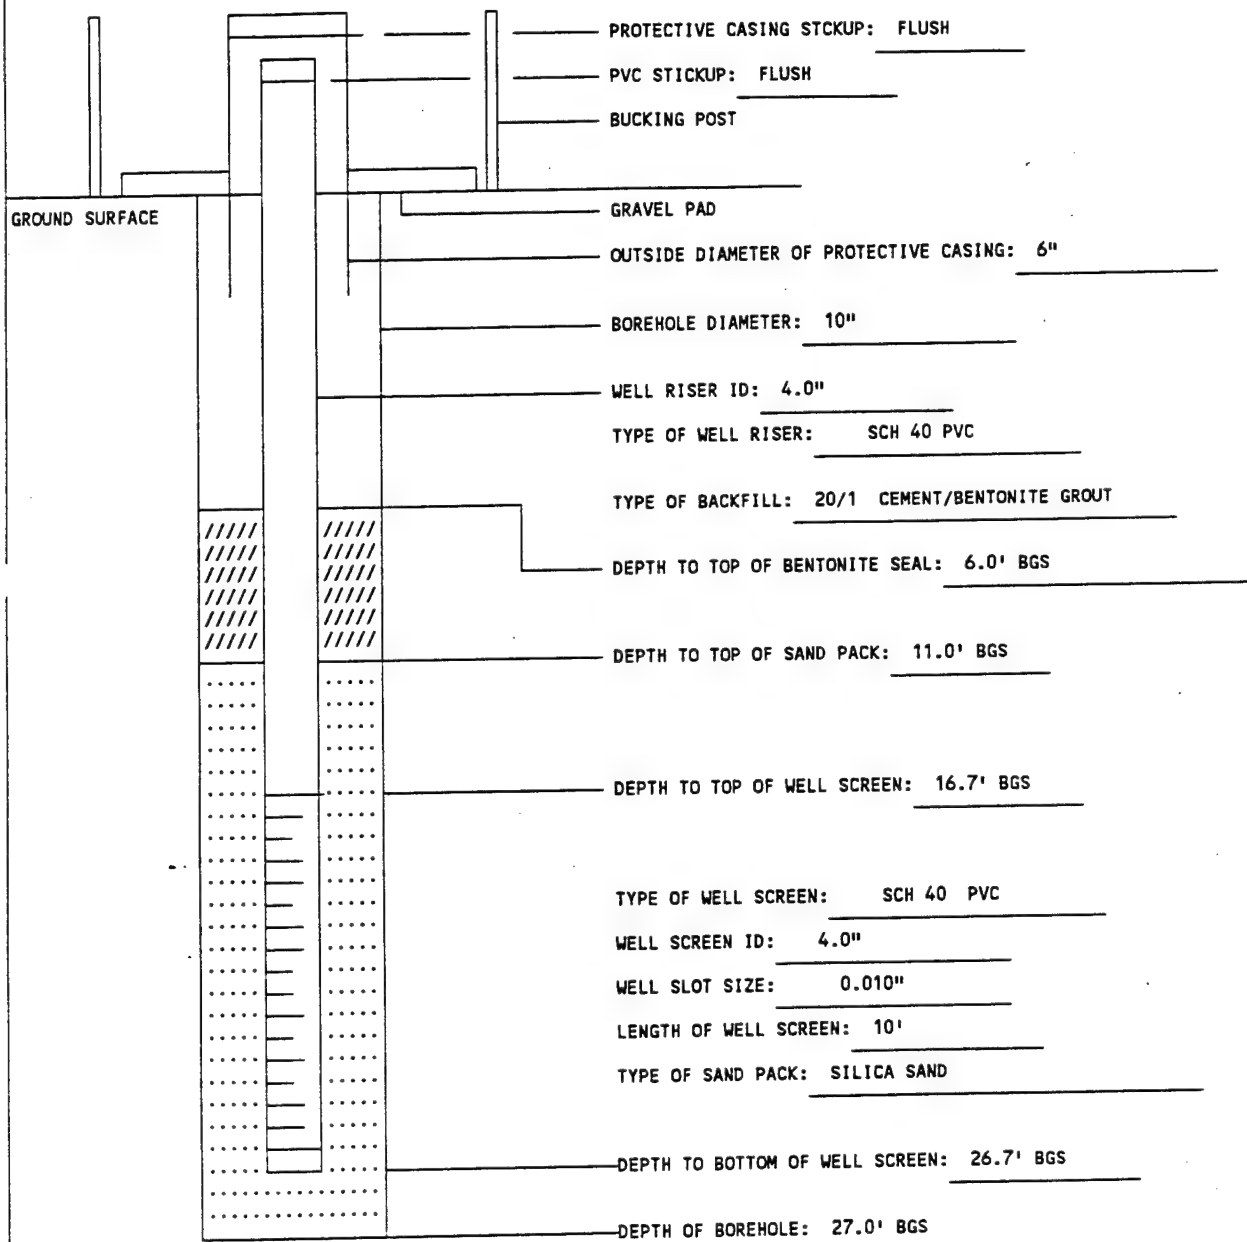 PROTECTIVE CASING STCKUP: FLUSH
PVC STICKUP: FLUSH
BUCKING POST
GROUND SURFACE
GRAVEL PAD
OUTSIDE DIAMETER OF PROTECTIVE CASING: 6"
BOREHOLE DIAMETER: 10"
WELL RISER ID: 4.0"
TYPE OF WELL RISER: SCH 40 PVC
TYPE OF BACKFILL: 20/1 CEMENT/BENTONITE GROUT
DEPTH TO TOP OF BENTONITE SEAL: 6.0' BGS
DEPTH TO TOP OF SAND PACK: 11.0' BGS
DEPTH TO TOP OF WELL SCREEN: 16.7' BGS
TYPE OF WELL SCREEN: SCH 40 PVC
WELL SCREEN ID: 4.0"
WELL SLOT SIZE: 0.010"
LENGTH OF WELL SCREEN: 10'
TYPE OF SAND PACK: SILICA SAND
DEPTH TO BOTTOM OF WELL SCREEN: 26.7' BGS
DEPTH OF BOREHOLE: 27.0' BGS